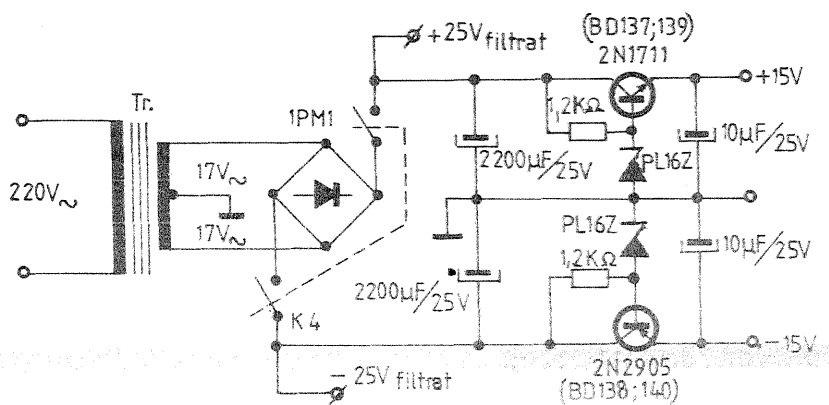 (BD137;139)
2N1711
+25V filtrat
+15V
Tr.
1PM1
1,2KΩ
10µF/25V
2200µF/25V
PL16Z
17V~
220V~
17V~
PL16Z
1,2KΩ
10µF/25V
2200µF/25V
K4
-15V
2N2905
(BD138;140)
-25V filtrat